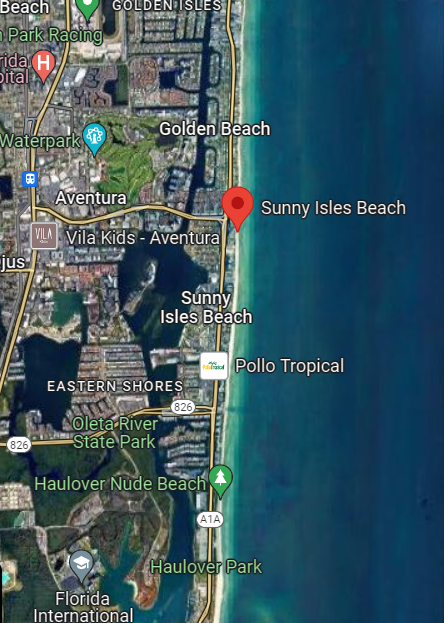 Beach
GOLDEN ISLES
Park Racing
rida
pital
H
Golden Beach
Waterpark
Aventura
Sunny Isles Beach
VILA
Vila Kids - Aventura
jus
Sunny
Isles Beach
Pollo Tropical
EASTERN SHORES
826
826
Oleta River
State Park
Haulover Nude Beach
A1A
Haulover Park
Florida
International